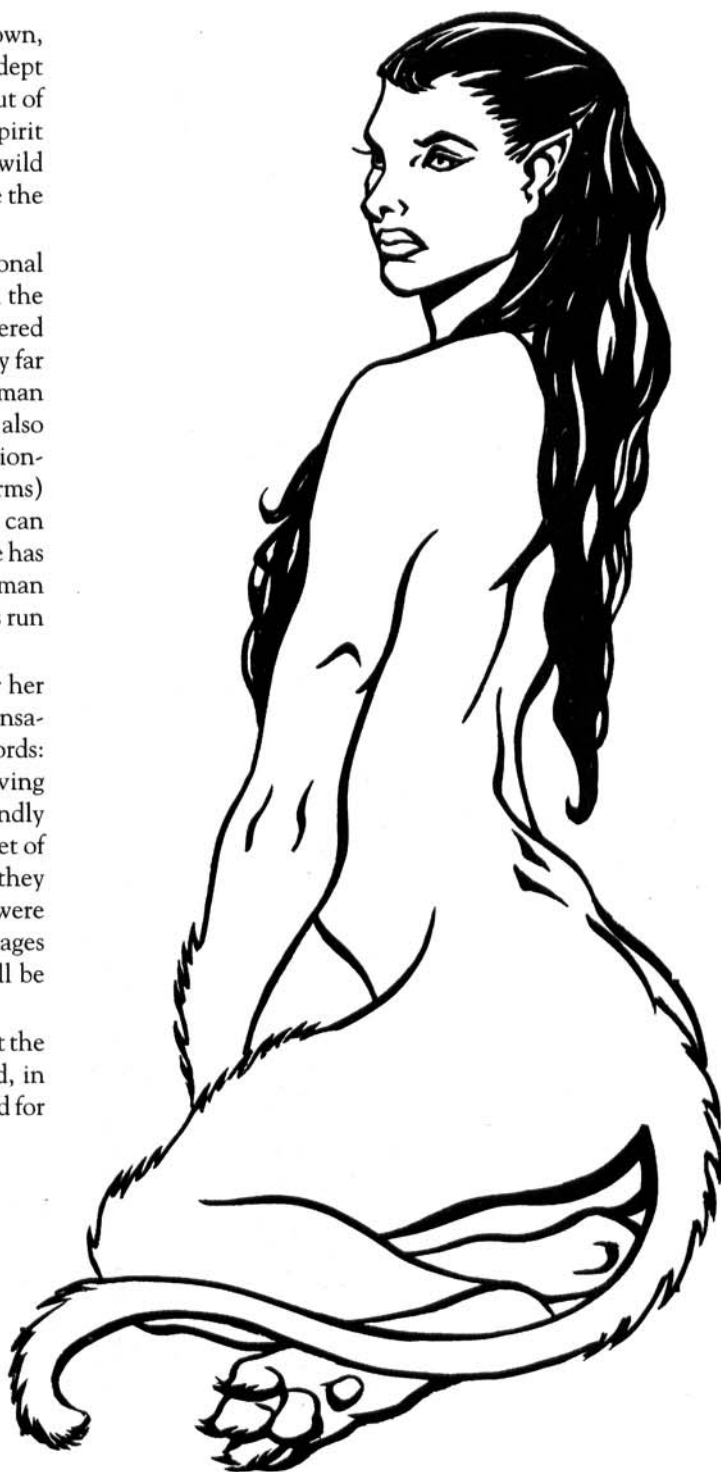 own,
dept
ut of
pirit
wild
e the
onal
the
ered
y far
man
also
ion-
rms)
can
e has
man
s run
her
nsa-
ords:
ving
ndly
et of
they
were
ages
ll be
t the
d, in
d for